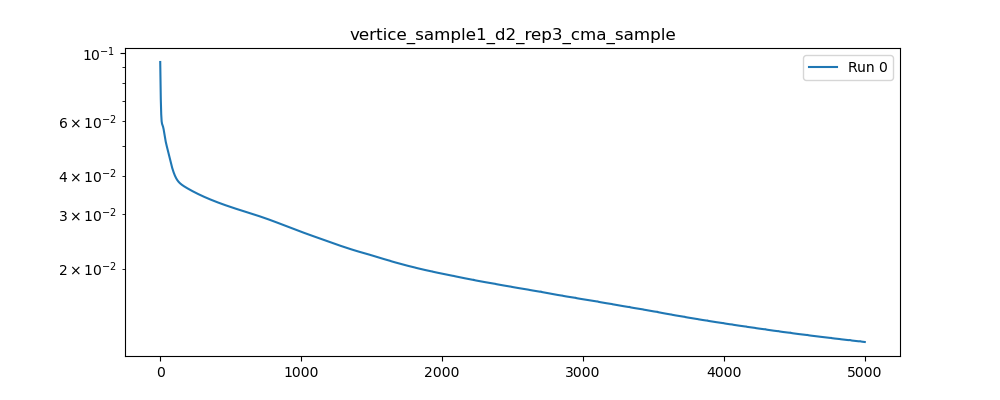 vertice_sample1_d2_rep3_cma_sample
10⁻¹
6 × 10⁻²
4 × 10⁻²
3 × 10⁻²
2 × 10⁻²
Run 0
0 1000 2000 3000 4000 5000